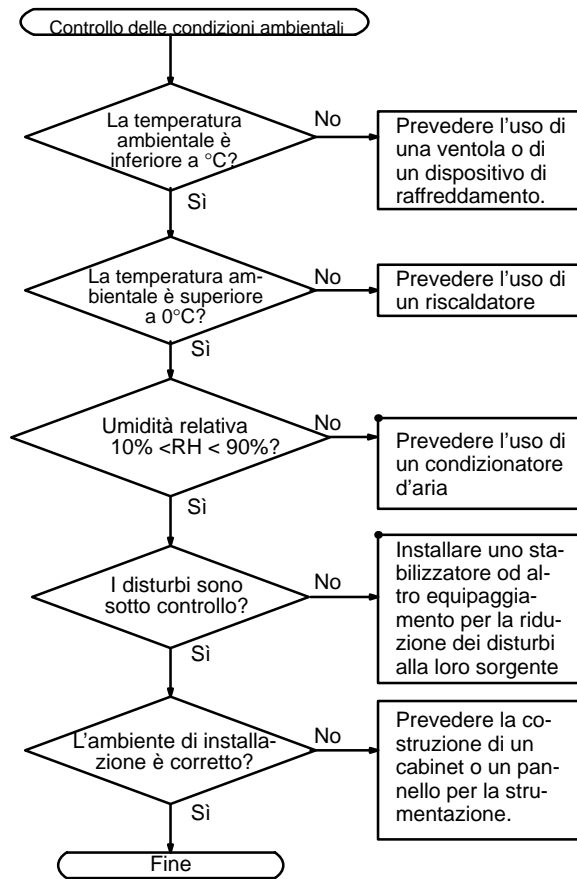 Controllo delle condizioni ambientali
La temperatura
ambientale è
inferiore a °C?
No
Prevedere l'uso di
una ventola o di
un dispositivo di
raffreddamento.
Sì
La temperatura am-
bientale è superiore
a 0°C?
No
Prevedere l'uso di
un riscaldatore
Sì
Umidità relativa
10% <RH < 90%?
No
Prevedere l'uso di
un condizionatore
d'aria
Sì
I disturbi sono
sotto controllo?
No
Installare uno sta-
bilizzatore od al-
tro equipaggia-
mento per la ridu-
zione dei disturbi
alla loro sorgente
Sì
L'ambiente di installa-
zione è corretto?
No
Prevedere la co-
struzione di un
cabinet o un pan-
nello per la stru-
mentazione.
Sì
Fine